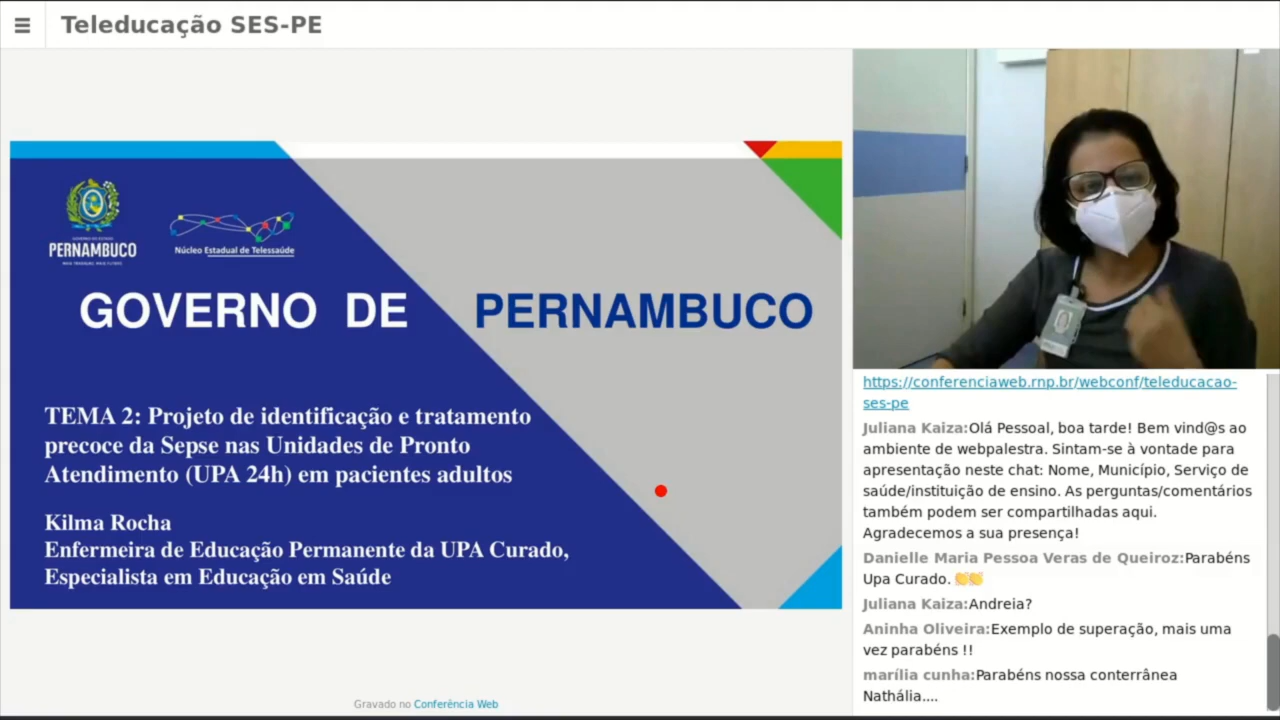 Teleducação SES-PE
PERNAMBUCO
Núcleo Estadual de Telessaúde
GOVERNO DE PERNAMBUCO
TEMA 2: Projeto de identificação e tratamento
precoce da Sepse nas Unidades de Pronto
Atendimento (UPA 24h) em pacientes adultos
Kilma Rocha
Enfermeira de Educação Permanente da UPA Curado,
Especialista em Educação em Saúde
Gravado no Conferência Web
https://conferenciaweb.rnp.br/webconf/teleducacao-
ses-pe
Juliana Kaiza:Olá Pessoal, boa tarde! Bem vind@s ao
ambiente de webpalestra. Sintam-se à vontade para
apresentação neste chat: Nome, Município, Serviço de
saúde/instituição de ensino. As perguntas/comentários
também podem ser compartilhadas aqui.
Agradecemos a sua presença!
Danielle Maria Pessoa Veras de Queiroz:Parabéns
Upa Curado. 👏👏
Juliana Kaiza:Andreia?
Aninha Oliveira:Exemplo de superação, mais uma
vez parabéns !!
marília cunha:Parabéns nossa conterrânea
Nathália....